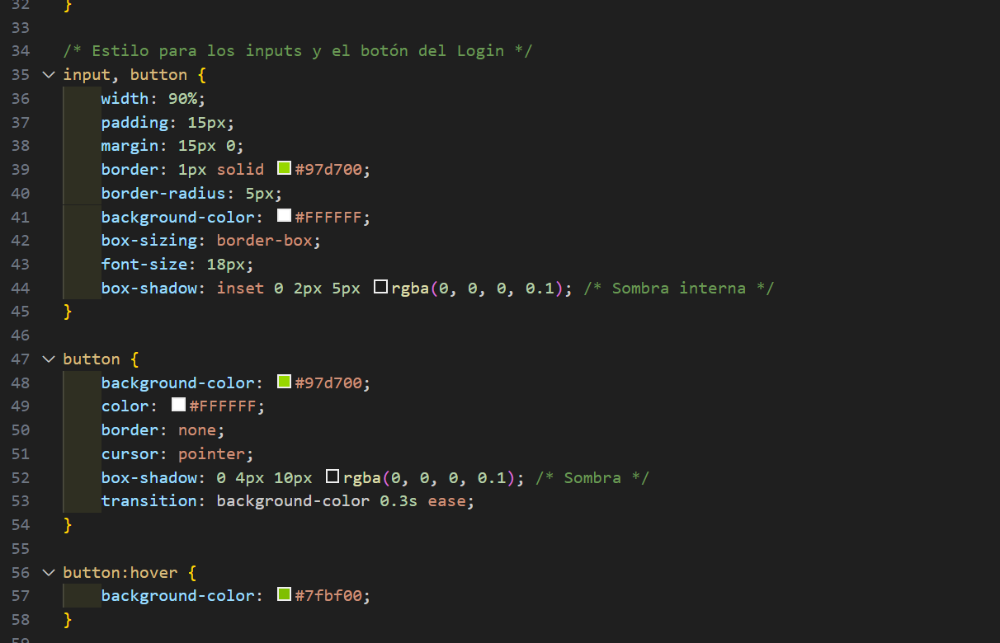 32 }
33
34 /* Estilo para los inputs y el botón del Login */
35 input, button {
36 width: 90%;
37 padding: 15px;
38 margin: 15px 0;
39 border: 1px solid #97d700;
40 border-radius: 5px;
41 background-color: #FFFFFF;
42 box-sizing: border-box;
43 font-size: 18px;
44 box-shadow: inset 0 2px 5px rgba(0, 0, 0, 0.1); /* Sombra interna */
45 }
46
47 button {
48 background-color: #97d700;
49 color: #FFFFFF;
50 border: none;
51 cursor: pointer;
52 box-shadow: 0 4px 10px rgba(0, 0, 0, 0.1); /* Sombra */
53 transition: background-color 0.3s ease;
54 }
55
56 button:hover {
57 background-color: #7fbf00;
58 }
59